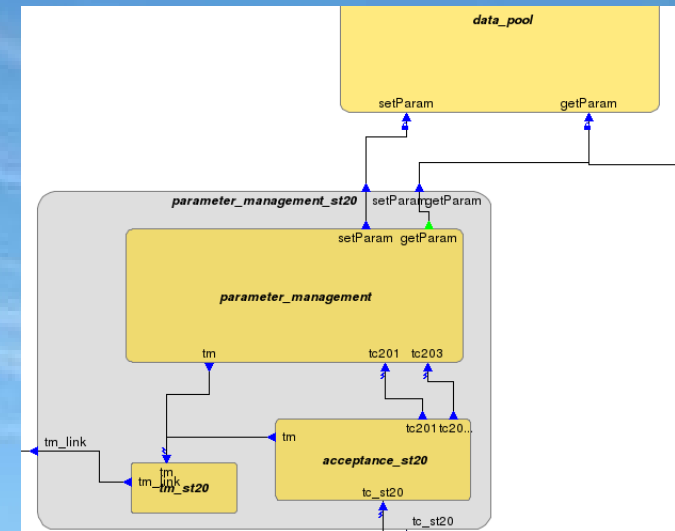 data_pool
setParam
getParam
parameter_management_st20
setParam
getParam
setParam
getParam
parameter_management
tm
tc201
tc203
tc201
tc20...
tm
acceptance_st20
tm_link
tm
tm_link
tm_st20
tc_st20
tc_st20